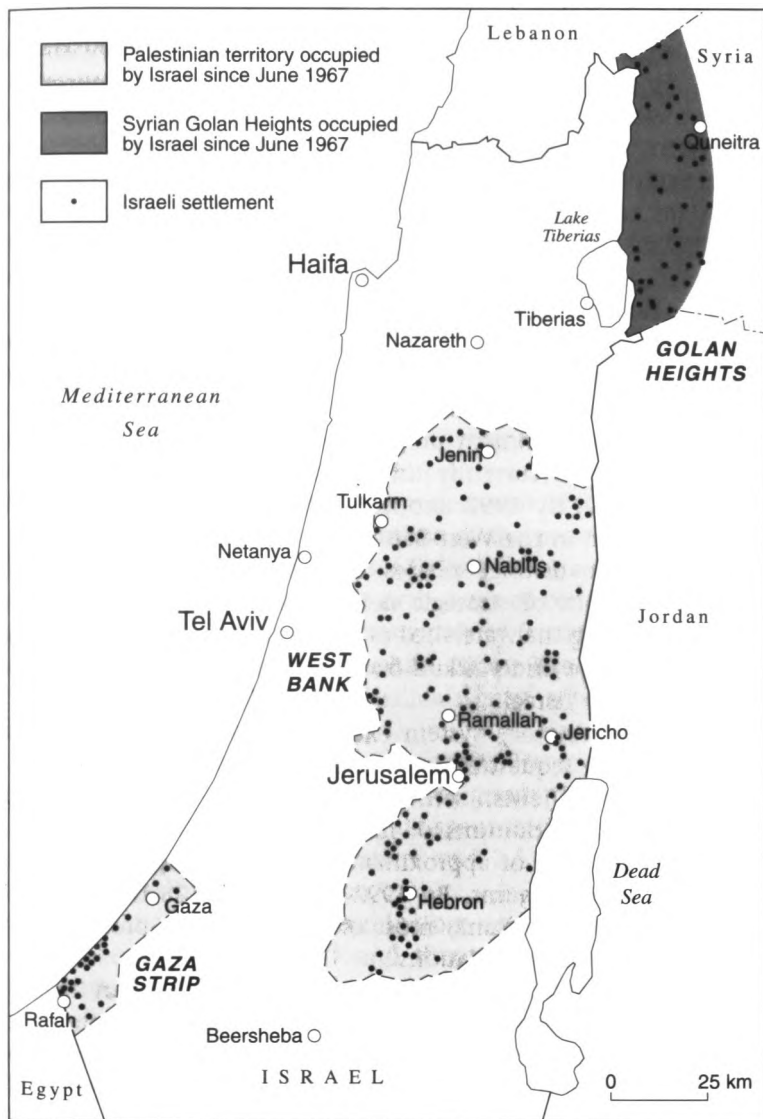 Palestinian territory occupied
by Israel since June 1967
Syrian Golan Heights occupied
by Israel since June 1967
Israeli settlement
Lebanon
Syria
Quneitra
Lake
Tiberias
Haifa
Tiberias
Nazareth
GOLAN
HEIGHTS
Mediterranean
Sea
Jenin
Tulkarm
Netanya
Nablus
Tel Aviv
Jordan
WEST
BANK
Ramallah
Jericho
Jerusalem
Dead
Sea
Hebron
Gaza
GAZA
STRIP
Rafah
Beersheba
ISRAEL
Egypt
0 25 km